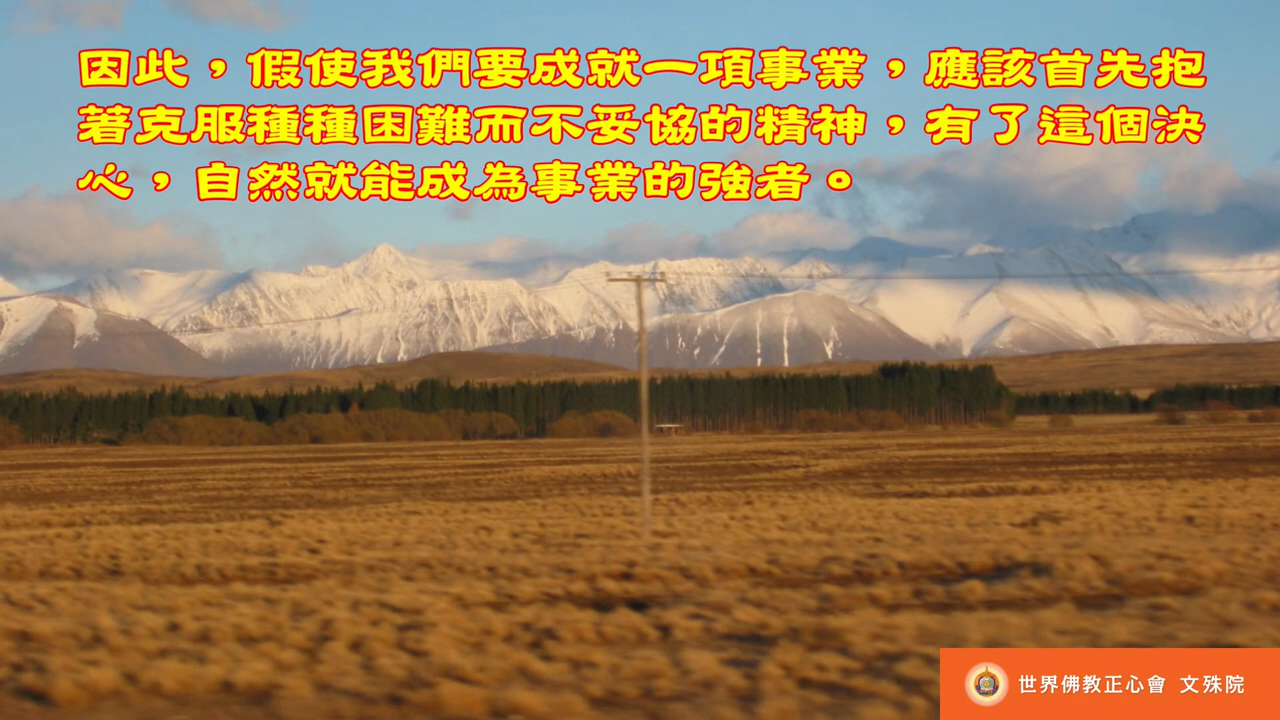 因此，假使我們要成就一項事業，應該首先抱
著克服種種困難而不妥協的精神，有了這個決
心，自然就能成為事業的強者。
世界佛教正心會 文殊院